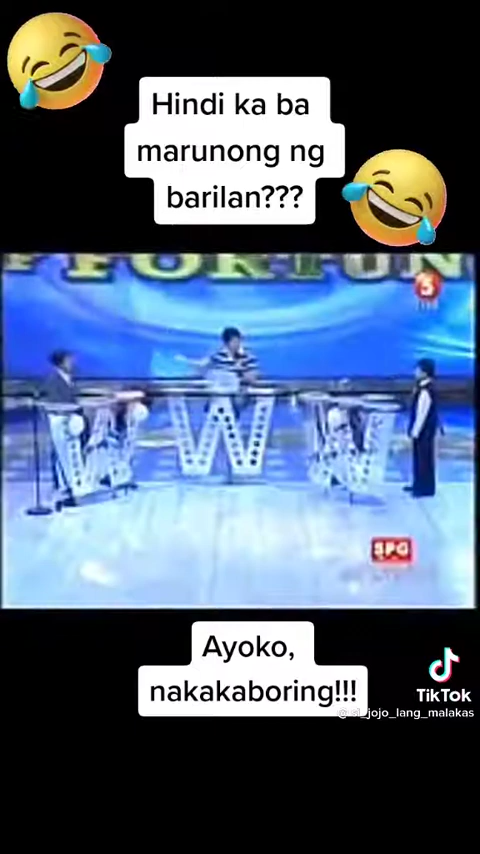 Hindi ka ba
marunong ng
barilan???
FORTUN
5
W W W
SPG
Ayoko,
nakakaboring!!!
TikTok